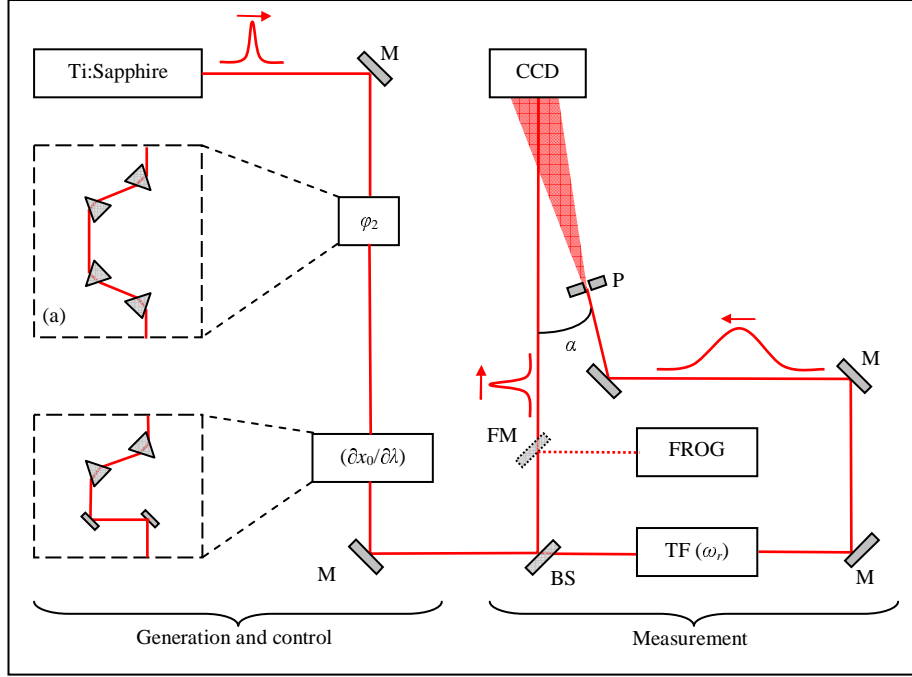 Ti:Sapphire
M
CCD
φ₂
P
(a)
α
M
FM
FROG
(∂x₀/∂λ)
TF (ωᵣ)
M
BS
M
Generation and control
Measurement